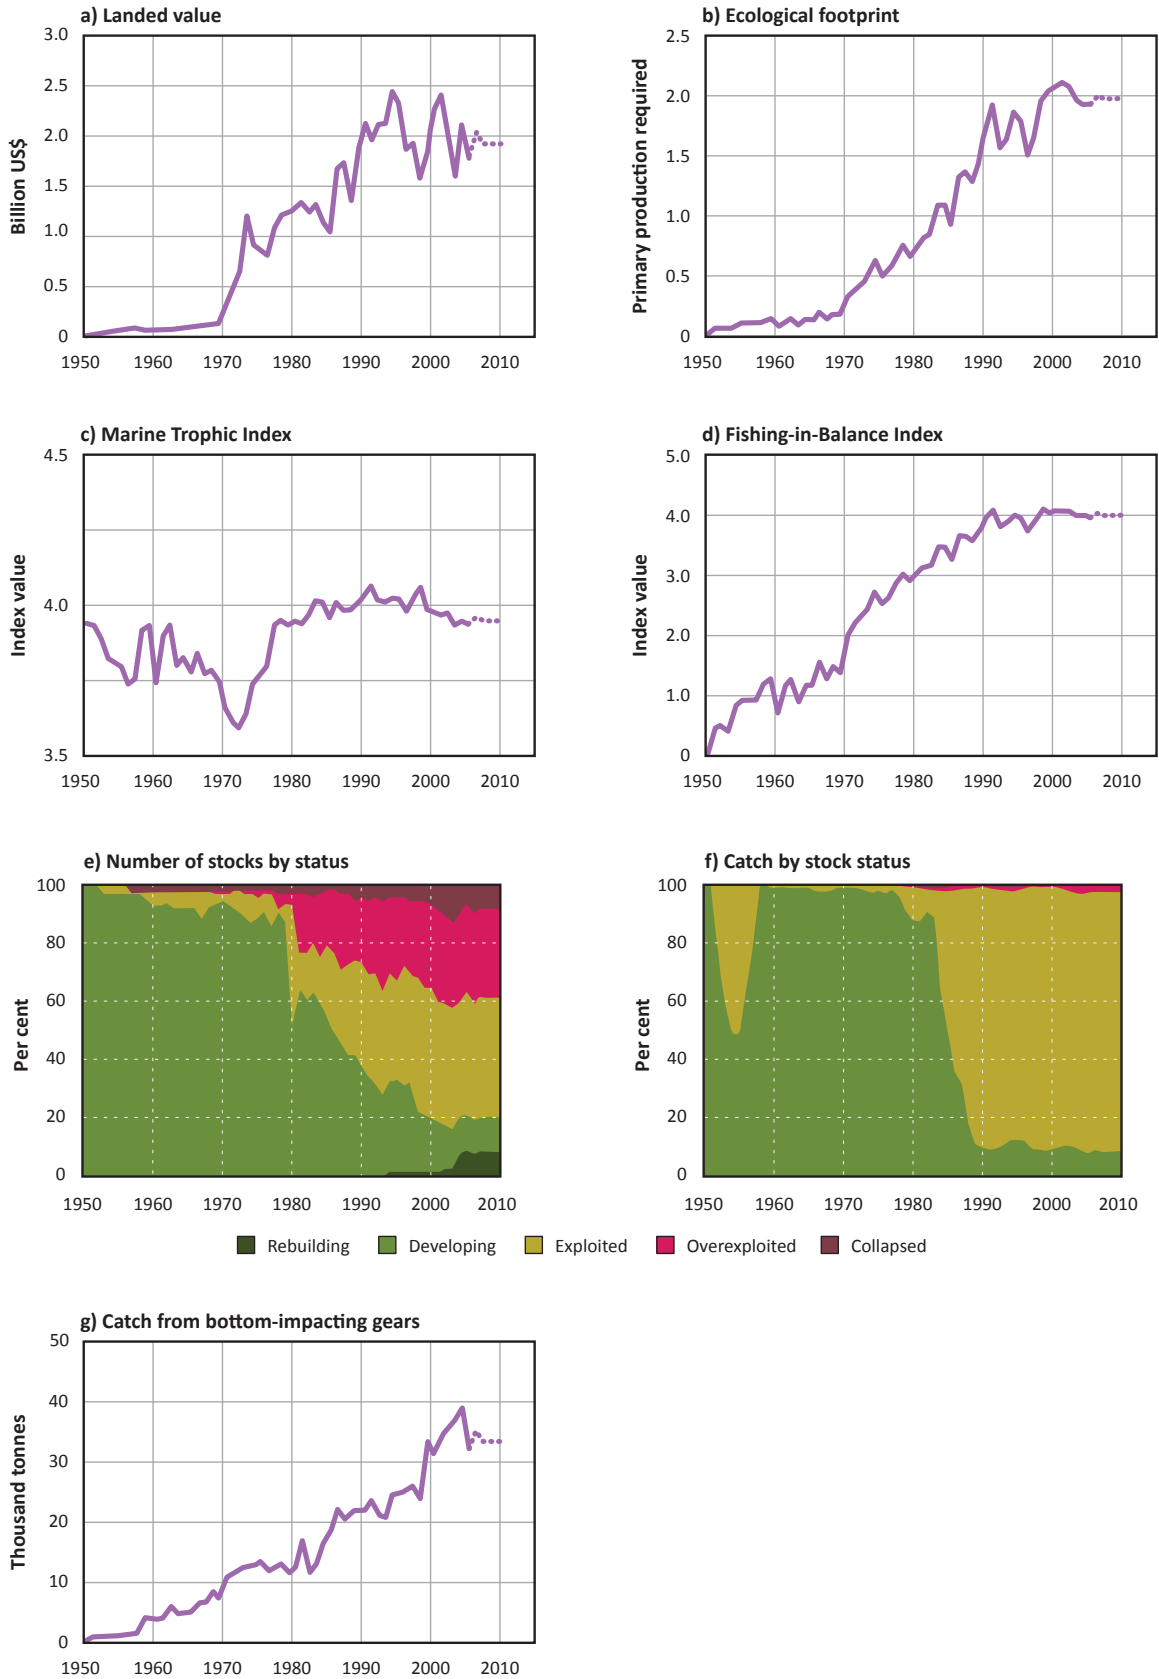 a) Landed value
Billion US$
3.0
2.5
2.0
1.5
1.0
0.5
0
1950 1960 1970 1980 1990 2000 2010
b) Ecological footprint
Primary production required
2.5
2.0
1.5
1.0
0.5
0
1950 1960 1970 1980 1990 2000 2010
c) Marine Trophic Index
Index value
4.5
4.0
3.5
1950 1960 1970 1980 1990 2000 2010
d) Fishing-in-Balance Index
Index value
5.0
4.0
3.0
2.0
1.0
0
1950 1960 1970 1980 1990 2000 2010
e) Number of stocks by status
Per cent
100
80
60
40
20
0
1950 1960 1970 1980 1990 2000 2010
f) Catch by stock status
Per cent
100
80
60
40
20
0
1950 1960 1970 1980 1990 2000 2010
Rebuilding Developing Exploited Overexploited Collapsed
g) Catch from bottom-impacting gears
Thousand tonnes
50
40
30
20
10
0
1950 1960 1970 1980 1990 2000 2010